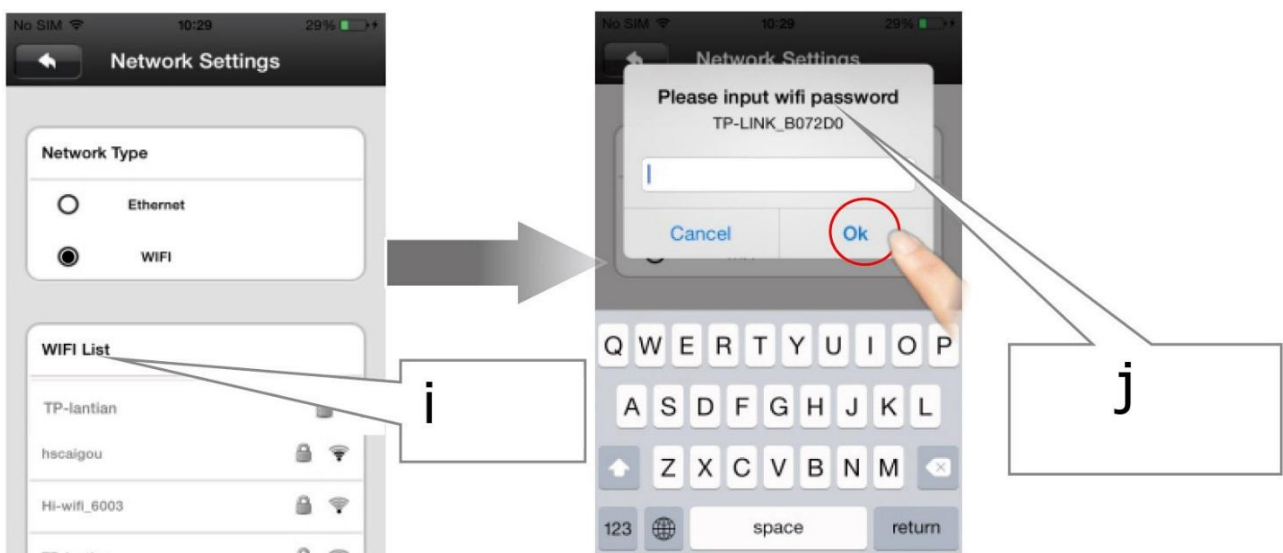 No SIM 10:29 29%
Network Settings
Network Type
Ethernet
WIFI
WIFI List
TP-lantian
hscaigou
Hi-wifi_6003
i
No SIM 10:29 29%
Network Settings
Please input wifi password
TP-LINK_B072D0
Cancel Ok
Q W E R T Y U I O P
A S D F G H J K L
Z X C V B N M
123 space return
j